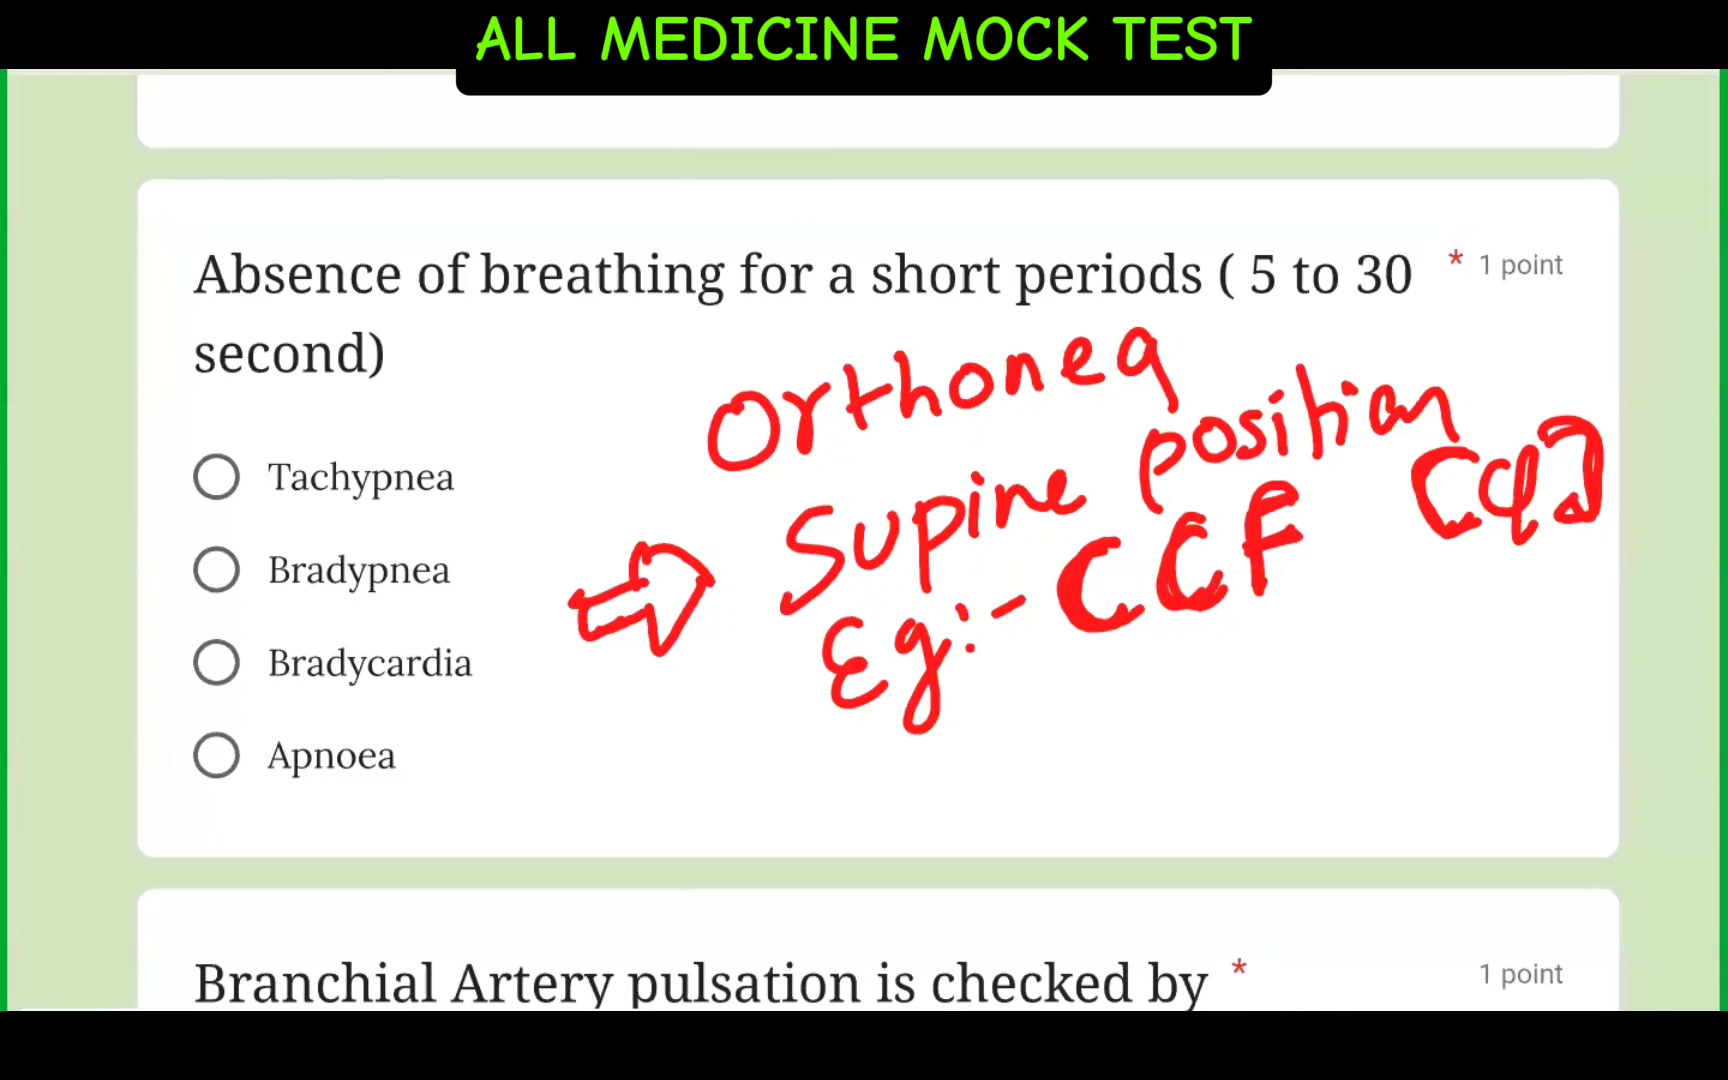 ALL MEDICINE MOCK TEST
Absence of breathing for a short periods ( 5 to 30 * 1 point
second)
Orthonea
Tachypnea
Supine position
Bradypnea
Eg:- CCF
Bradycardia
Apnoea
Branchial Artery pulsation is checked by * 1 point